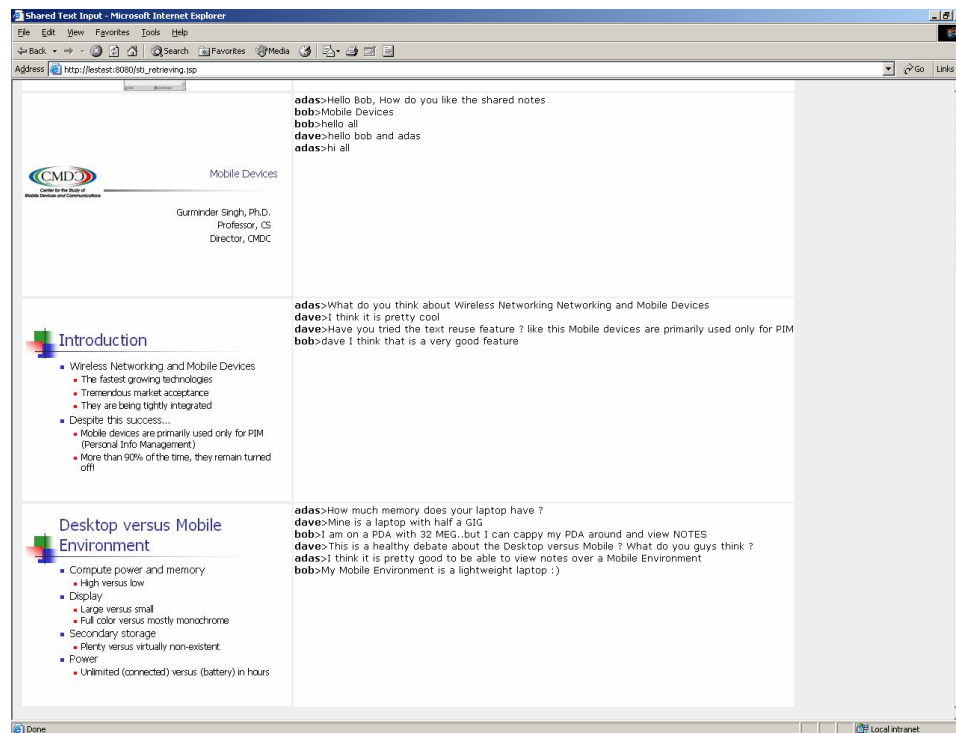 Shared Text Input - Microsoft Internet Explorer
File Edit View Favorites Tools Help
Back Search Favorites Media
Address http://lestest:8080/sti_retrieving.jsp Go Links
CMDC
Center for the Study of
Mobile Devices and Communications
Mobile Devices
Gurminder Singh, Ph.D.
Professor, CS
Director, CMDC
adas>Hello Bob, How do you like the shared notes
bob>Mobile Devices
bob>hello all
dave>hello bob and adas
adas>hi all
Introduction
Wireless Networking and Mobile Devices
The fastest growing technologies
Tremendous market acceptance
They are being tightly integrated
Despite this success...
Mobile devices are primarily used only for PIM
(Personal Info Management)
More than 90% of the time, they remain turned
off!
adas>What do you think about Wireless Networking Networking and Mobile Devices
dave>I think it is pretty cool
dave>Have you tried the text reuse feature ? like this Mobile devices are primarily used only for PIM
bob>dave I think that is a very good feature
Desktop versus Mobile
Environment
Compute power and memory
High versus low
Display
Large versus small
Full color versus mostly monochrome
Secondary storage
Plenty versus virtually non-existent
Power
Unlimited (connected) versus (battery) in hours
adas>How much memory does your laptop have ?
dave>Mine is a laptop with half a GIG
bob>I am on a PDA with 32 MEG..but I can cappy my PDA around and view NOTES
dave>This is a healthy debate about the Desktop versus Mobile ? What do you guys think ?
adas>I think it is pretty good to be able to view notes over a Mobile Environment
bob>My Mobile Environment is a lightweight laptop :)
Done Local intranet